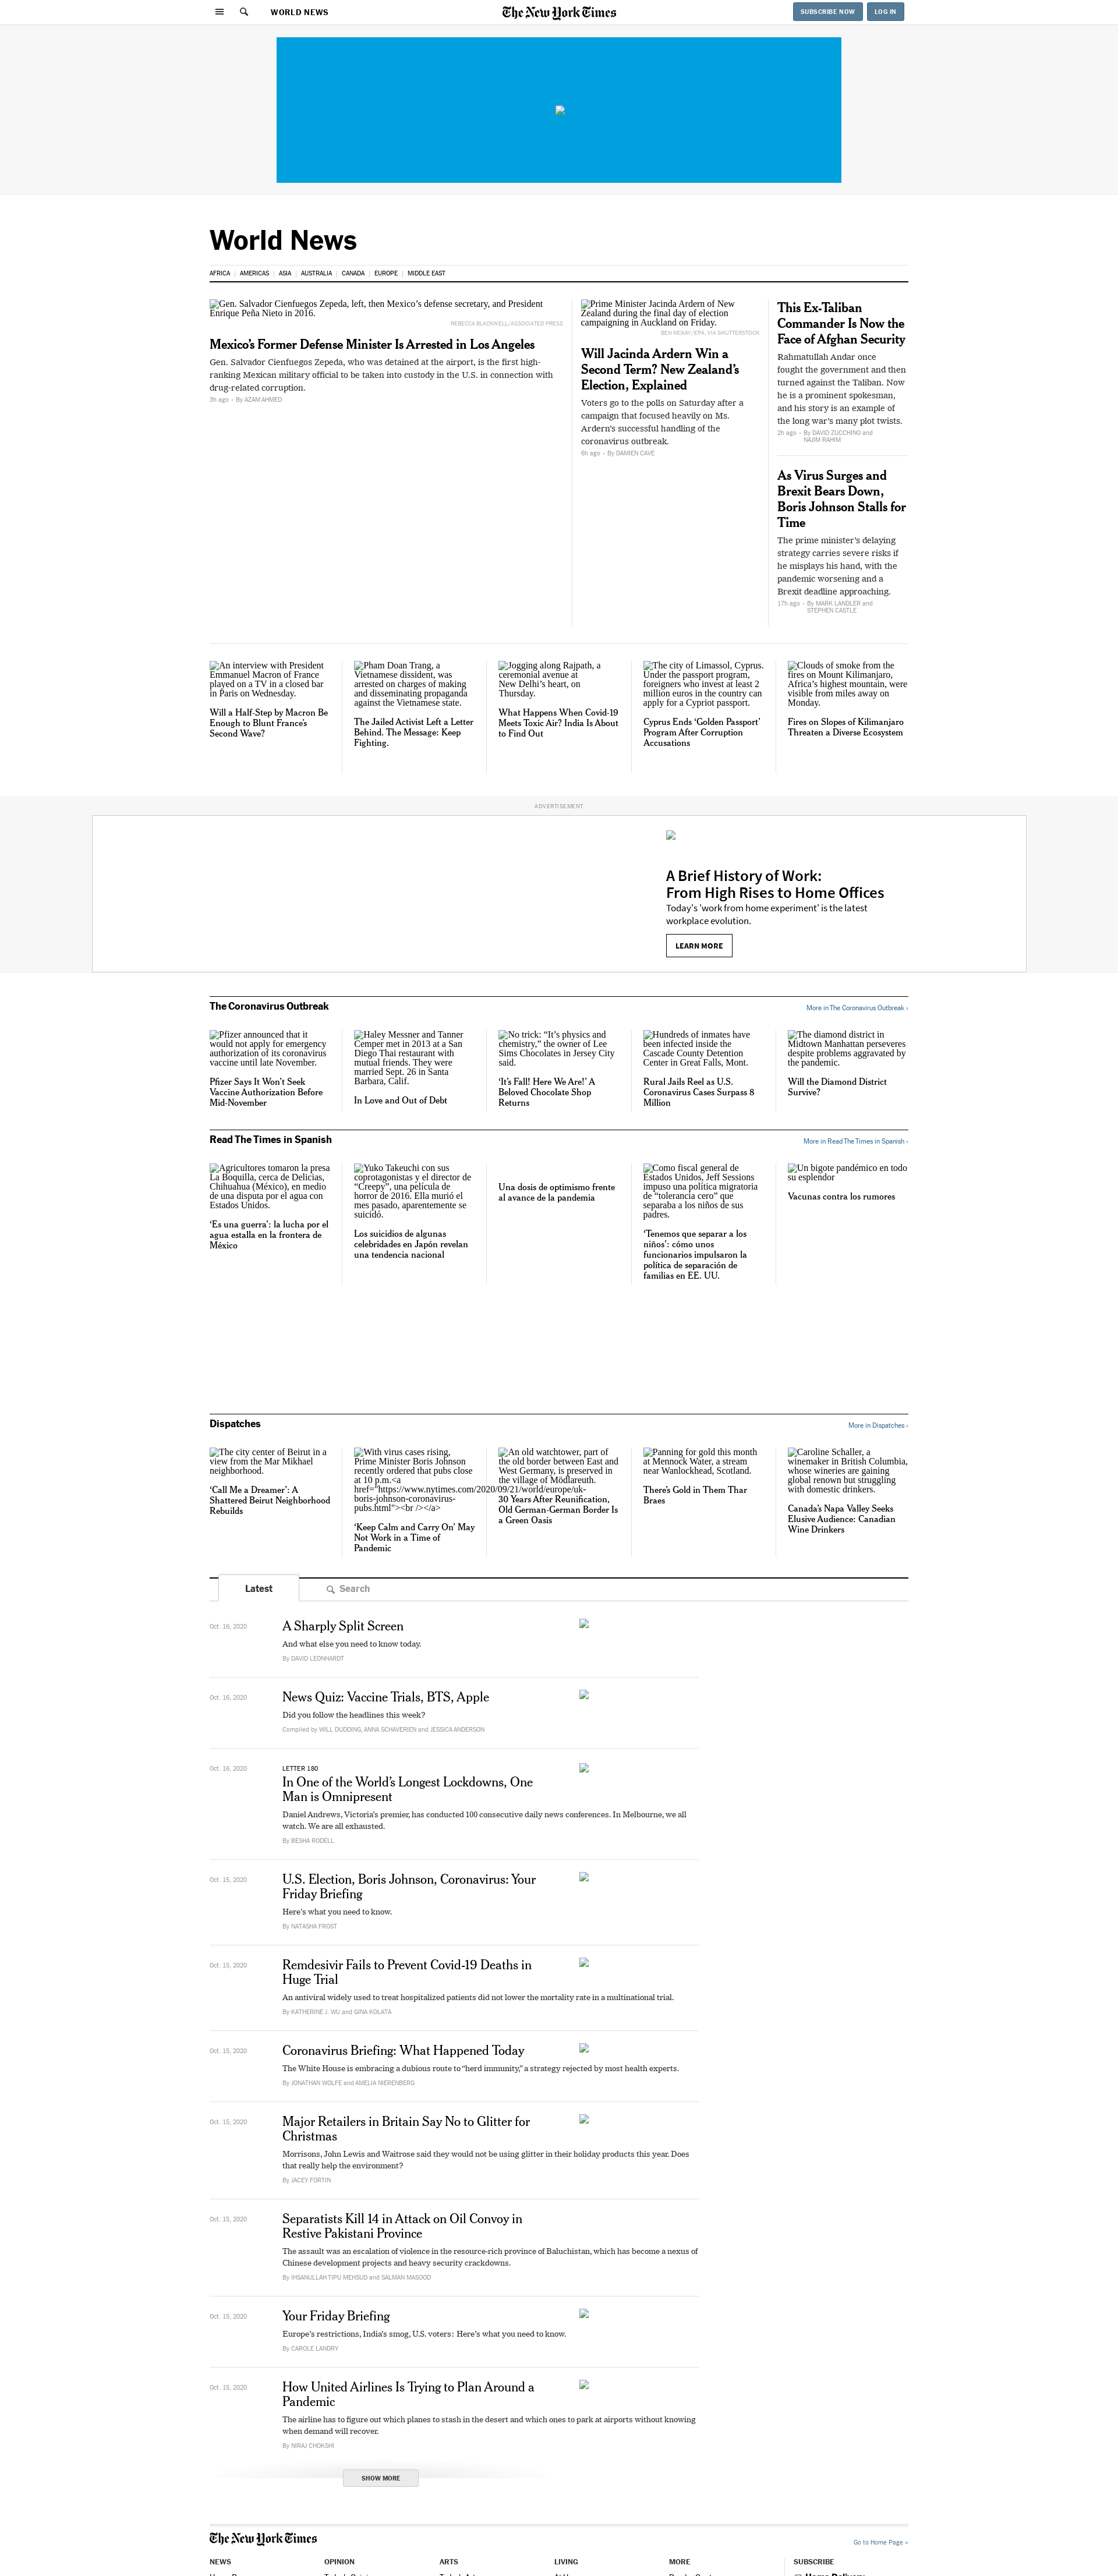 WORLD NEWS
The New York Times
SUBSCRIBE NOW
LOG IN
World News
AFRICA
AMERICAS
ASIA
AUSTRALIA
CANADA
EUROPE
MIDDLE EAST
Gen. Salvador Cienfuegos Zepeda, left, then Mexico’s defense secretary, and President
Enrique Peña Nieto in 2016.
REBECCA BLACKWELL/ASSOCIATED PRESS
Mexico’s Former Defense Minister Is Arrested in Los Angeles
Gen. Salvador Cienfuegos Zepeda, who was detained at the airport, is the first high-
ranking Mexican military official to be taken into custody in the U.S. in connection with
drug-related corruption.
3h ago • By AZAM AHMED
Prime Minister Jacinda Ardern of New
Zealand during the final day of election
campaigning in Auckland on Friday.
BEN MCKAY/EPA, VIA SHUTTERSTOCK
Will Jacinda Ardern Win a
Second Term? New Zealand’s
Election, Explained
Voters go to the polls on Saturday after a
campaign that focused heavily on Ms.
Ardern’s successful handling of the
coronavirus outbreak.
6h ago • By DAMIEN CAVE
This Ex-Taliban
Commander Is Now the
Face of Afghan Security
Rahmatullah Andar once
fought the government and then
turned against the Taliban. Now
he is a prominent spokesman,
and his story is an example of
the long war’s many plot twists.
2h ago • By DAVID ZUCCHINO and
NAJIM RAHIM
As Virus Surges and
Brexit Bears Down,
Boris Johnson Stalls for
Time
The prime minister’s delaying
strategy carries severe risks if
he misplays his hand, with the
pandemic worsening and a
Brexit deadline approaching.
17h ago • By MARK LANDLER and
STEPHEN CASTLE
An interview with President
Emmanuel Macron of France
played on a TV in a closed bar
in Paris on Wednesday.
Will a Half-Step by Macron Be
Enough to Blunt France’s
Second Wave?
Pham Doan Trang, a
Vietnamese dissident, was
arrested on charges of making
and disseminating propaganda
against the Vietnamese state.
The Jailed Activist Left a Letter
Behind. The Message: Keep
Fighting.
Jogging along Rajpath, a
ceremonial avenue at
New Delhi’s heart, on
Thursday.
What Happens When Covid-19
Meets Toxic Air? India Is About
to Find Out
The city of Limassol, Cyprus.
Under the passport program,
foreigners who invest at least 2
million euros in the country can
apply for a Cypriot passport.
Cyprus Ends ‘Golden Passport’
Program After Corruption
Accusations
Clouds of smoke from the
fires on Mount Kilimanjaro,
Africa’s highest mountain, were
visible from miles away on
Monday.
Fires on Slopes of Kilimanjaro
Threaten a Diverse Ecosystem
ADVERTISEMENT
A Brief History of Work:
From High Rises to Home Offices
Today's 'work from home experiment' is the latest
workplace evolution.
LEARN MORE
The Coronavirus Outbreak
More in The Coronavirus Outbreak ›
Pfizer announced that it
would not apply for emergency
authorization of its coronavirus
vaccine until late November.
Pfizer Says It Won’t Seek
Vaccine Authorization Before
Mid-November
Haley Messner and Tanner
Cemper met in 2013 at a San
Diego Thai restaurant with
mutual friends. They were
married Sept. 26 in Santa
Barbara, Calif.
In Love and Out of Debt
No trick: “It’s physics and
chemistry,” the owner of Lee
Sims Chocolates in Jersey City
said.
‘It’s Fall! Here We Are!’ A
Beloved Chocolate Shop
Returns
Hundreds of inmates have
been infected inside the
Cascade County Detention
Center in Great Falls, Mont.
Rural Jails Reel as U.S.
Coronavirus Cases Surpass 8
Million
The diamond district in
Midtown Manhattan perseveres
despite problems aggravated by
the pandemic.
Will the Diamond District
Survive?
Read The Times in Spanish
More in Read The Times in Spanish ›
Agricultores tomaron la presa
La Boquilla, cerca de Delicias,
Chihuahua (México), en medio
de una disputa por el agua con
Estados Unidos.
‘Es una guerra’: la lucha por el
agua estalla en la frontera de
México
Yuko Takeuchi con sus
coprotagonistas y el director de
“Creepy”, una película de
horror de 2016. Ella murió el
mes pasado, aparentemente se
suicidó.
Los suicidios de algunas
celebridades en Japón revelan
una tendencia nacional
Una dosis de optimismo frente
al avance de la pandemia
Como fiscal general de
Estados Unidos, Jeff Sessions
impuso una política migratoria
de “tolerancia cero” que
separaba a los niños de sus
padres.
‘Tenemos que separar a los
niños’: cómo unos
funcionarios impulsaron la
política de separación de
familias en EE. UU.
Un bigote pandémico en todo
su esplendor
Vacunas contra los rumores
Dispatches
More in Dispatches ›
The city center of Beirut in a
view from the Mar Mikhael
neighborhood.
‘Call Me a Dreamer’: A
Shattered Beirut Neighborhood
Rebuilds
With virus cases rising,
Prime Minister Boris Johnson
recently ordered that pubs close
at 10 p.m.<a
href="https://www.nytimes.com/2020/09/21/world/europe/uk-
boris-johnson-coronavirus-
pubs.html"><br /></a>
‘Keep Calm and Carry On’ May
Not Work in a Time of
Pandemic
An old watchtower, part of
the old border between East and
West Germany, is preserved in
the village of Mödlareuth.
30 Years After Reunification,
Old German-German Border Is
a Green Oasis
Panning for gold this month
at Mennock Water, a stream
near Wanlockhead, Scotland.
There’s Gold in Them Thar
Braes
Caroline Schaller, a
winemaker in British Columbia,
whose wineries are gaining
global renown but struggling
with domestic drinkers.
Canada’s Napa Valley Seeks
Elusive Audience: Canadian
Wine Drinkers
Latest
Search
Oct. 16, 2020
A Sharply Split Screen
And what else you need to know today.
By DAVID LEONHARDT
Oct. 16, 2020
News Quiz: Vaccine Trials, BTS, Apple
Did you follow the headlines this week?
Compiled by WILL DUDDING, ANNA SCHAVERIEN and JESSICA ANDERSON
Oct. 16, 2020
LETTER 180
In One of the World’s Longest Lockdowns, One
Man is Omnipresent
Daniel Andrews, Victoria’s premier, has conducted 100 consecutive daily news conferences. In Melbourne, we all
watch. We are all exhausted.
By BESHA RODELL
Oct. 15, 2020
U.S. Election, Boris Johnson, Coronavirus: Your
Friday Briefing
Here’s what you need to know.
By NATASHA FROST
Oct. 15, 2020
Remdesivir Fails to Prevent Covid-19 Deaths in
Huge Trial
An antiviral widely used to treat hospitalized patients did not lower the mortality rate in a multinational trial.
By KATHERINE J. WU and GINA KOLATA
Oct. 15, 2020
Coronavirus Briefing: What Happened Today
The White House is embracing a dubious route to “herd immunity,” a strategy rejected by most health experts.
By JONATHAN WOLFE and AMELIA NIERENBERG
Oct. 15, 2020
Major Retailers in Britain Say No to Glitter for
Christmas
Morrisons, John Lewis and Waitrose said they would not be using glitter in their holiday products this year. Does
that really help the environment?
By JACEY FORTIN
Oct. 15, 2020
Separatists Kill 14 in Attack on Oil Convoy in
Restive Pakistani Province
The assault was an escalation of violence in the resource-rich province of Baluchistan, which has become a nexus of
Chinese development projects and heavy security crackdowns.
By IHSANULLAH TIPU MEHSUD and SALMAN MASOOD
Oct. 15, 2020
Your Friday Briefing
Europe’s restrictions, India’s smog, U.S. voters: Here’s what you need to know.
By CAROLE LANDRY
Oct. 15, 2020
How United Airlines Is Trying to Plan Around a
Pandemic
The airline has to figure out which planes to stash in the desert and which ones to park at airports without knowing
when demand will recover.
By NIRAJ CHOKSHI
SHOW MORE
The New York Times
Go to Home Page »
NEWS
OPINION
ARTS
LIVING
MORE
SUBSCRIBE